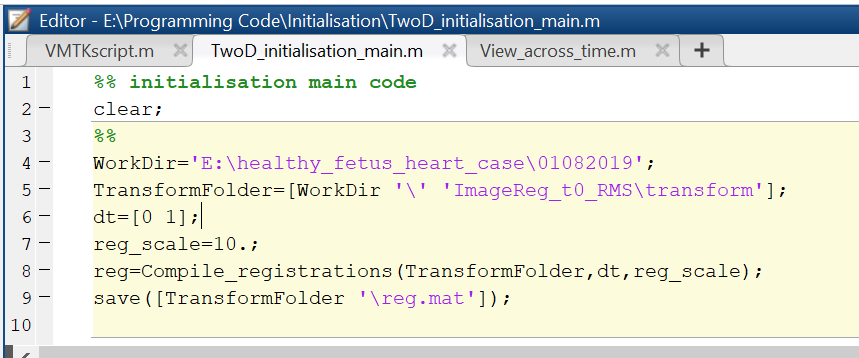 Editor - E:\Programming Code\Initialisation\TwoD_initialisation_main.m
VMTKscript.m × TwoD_initialisation_main.m × View_across_time.m × +
1 %% initialisation main code
2 – clear;
3 %%
4 – WorkDir='E:\healthy_fetus_heart_case\01082019';
5 – TransformFolder=[WorkDir '\' 'ImageReg_t0_RMS\transform'];
6 – dt=[0 1];
7 – reg_scale=10.;
8 – reg=Compile_registrations(TransformFolder,dt,reg_scale);
9 – save([TransformFolder '\reg.mat']);
10